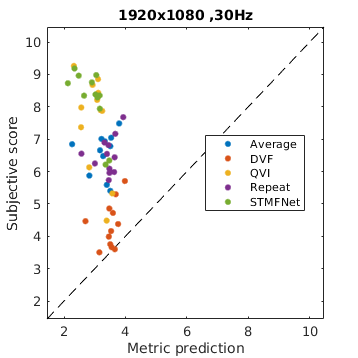 1920x1080 ,30Hz
10
9
8
7
6
5
4
3
2
Subjective score
Average
DVF
QVI
Repeat
STMFNet
2 4 6 8 10
Metric prediction